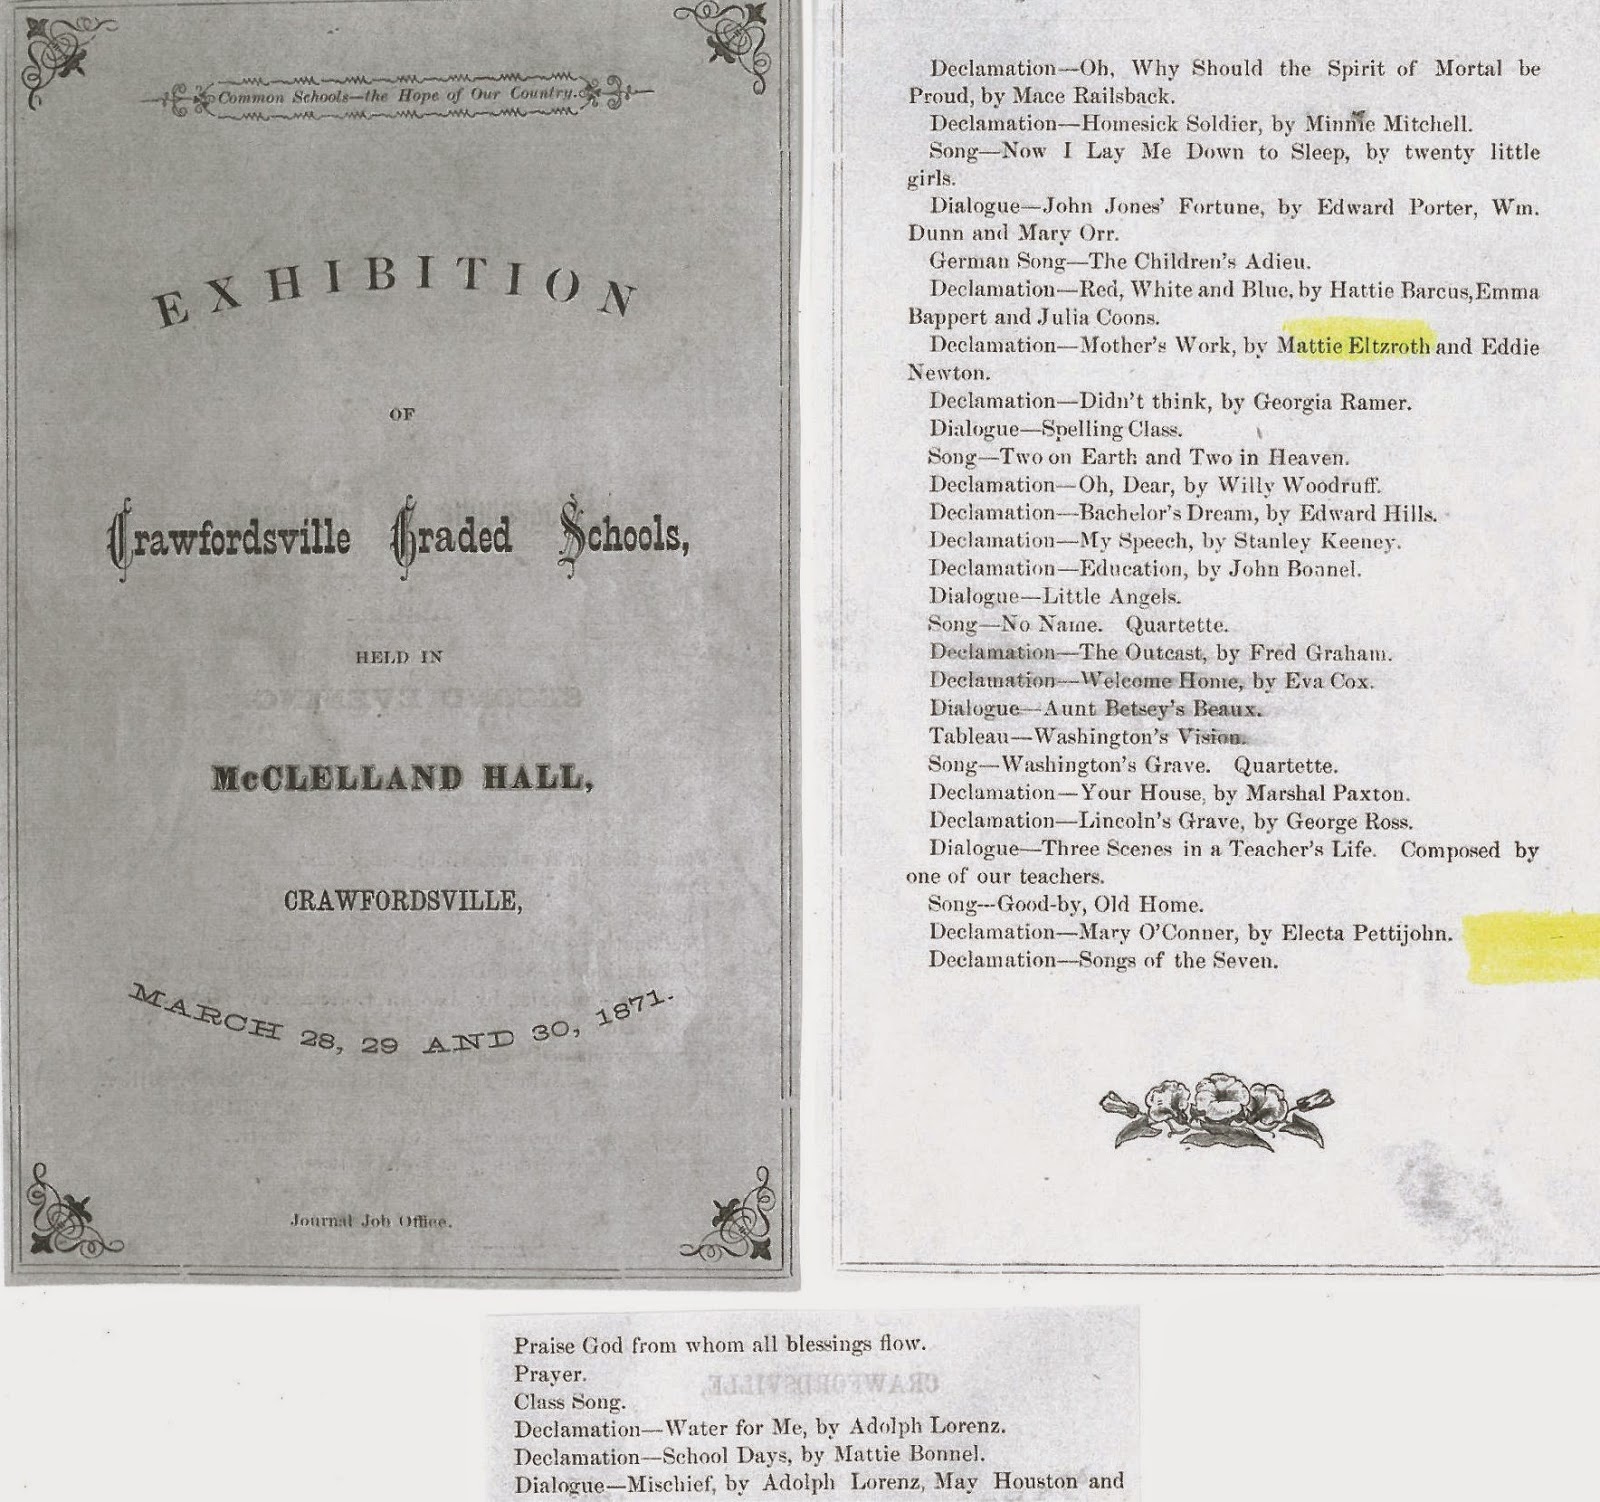 Common Schools—the Hope of Our Country.
EXHIBITION
OF
Crawfordsville Graded Schools,
HELD IN
McCLELLAND HALL,
CRAWFORDSVILLE,
MARCH 28, 29 AND 30, 1871.
Journal Job Office.
Declamation—Oh, Why Should the Spirit of Mortal be
Proud, by Mace Railsback.
Declamation—Homesick Soldier, by Minnie Mitchell.
Song—Now I Lay Me Down to Sleep, by twenty little
girls.
Dialogue—John Jones' Fortune, by Edward Porter, Wm.
Dunn and Mary Orr.
German Song—The Children's Adieu.
Declamation—Red, White and Blue, by Hattie Barcus, Emma
Bappert and Julia Coons.
Declamation—Mother's Work, by Mattie Eltzroth and Eddie
Newton.
Declamation—Didn't think, by Georgia Ramer.
Dialogue—Spelling Class.
Song—Two on Earth and Two in Heaven.
Declamation—Oh, Dear, by Willy Woodruff.
Declamation—Bachelor's Dream, by Edward Hills.
Declamation—My Speech, by Stanley Keeney.
Declamation—Education, by John Bonnel.
Dialogue—Little Angels.
Song—No Name. Quartette.
Declamation—The Outcast, by Fred Graham.
Declamation—Welcome Home, by Eva Cox.
Dialogue—Aunt Betsey's Beaux.
Tableau—Washington's Vision.
Song—Washington's Grave. Quartette.
Declamation—Your House, by Marshal Paxton.
Declamation—Lincoln's Grave, by George Ross.
Dialogue—Three Scenes in a Teacher's Life. Composed by
one of our teachers.
Song---Good-by, Old Home.
Declamation—Mary O'Conner, by Electa Pettijohn.
Declamation—Songs of the Seven.
Praise God from whom all blessings flow.
Prayer.
Class Song.
Declamation—Water for Me, by Adolph Lorenz.
Declamation—School Days, by Mattie Bonnel.
Dialogue—Mischief, by Adolph Lorenz, May Houston and